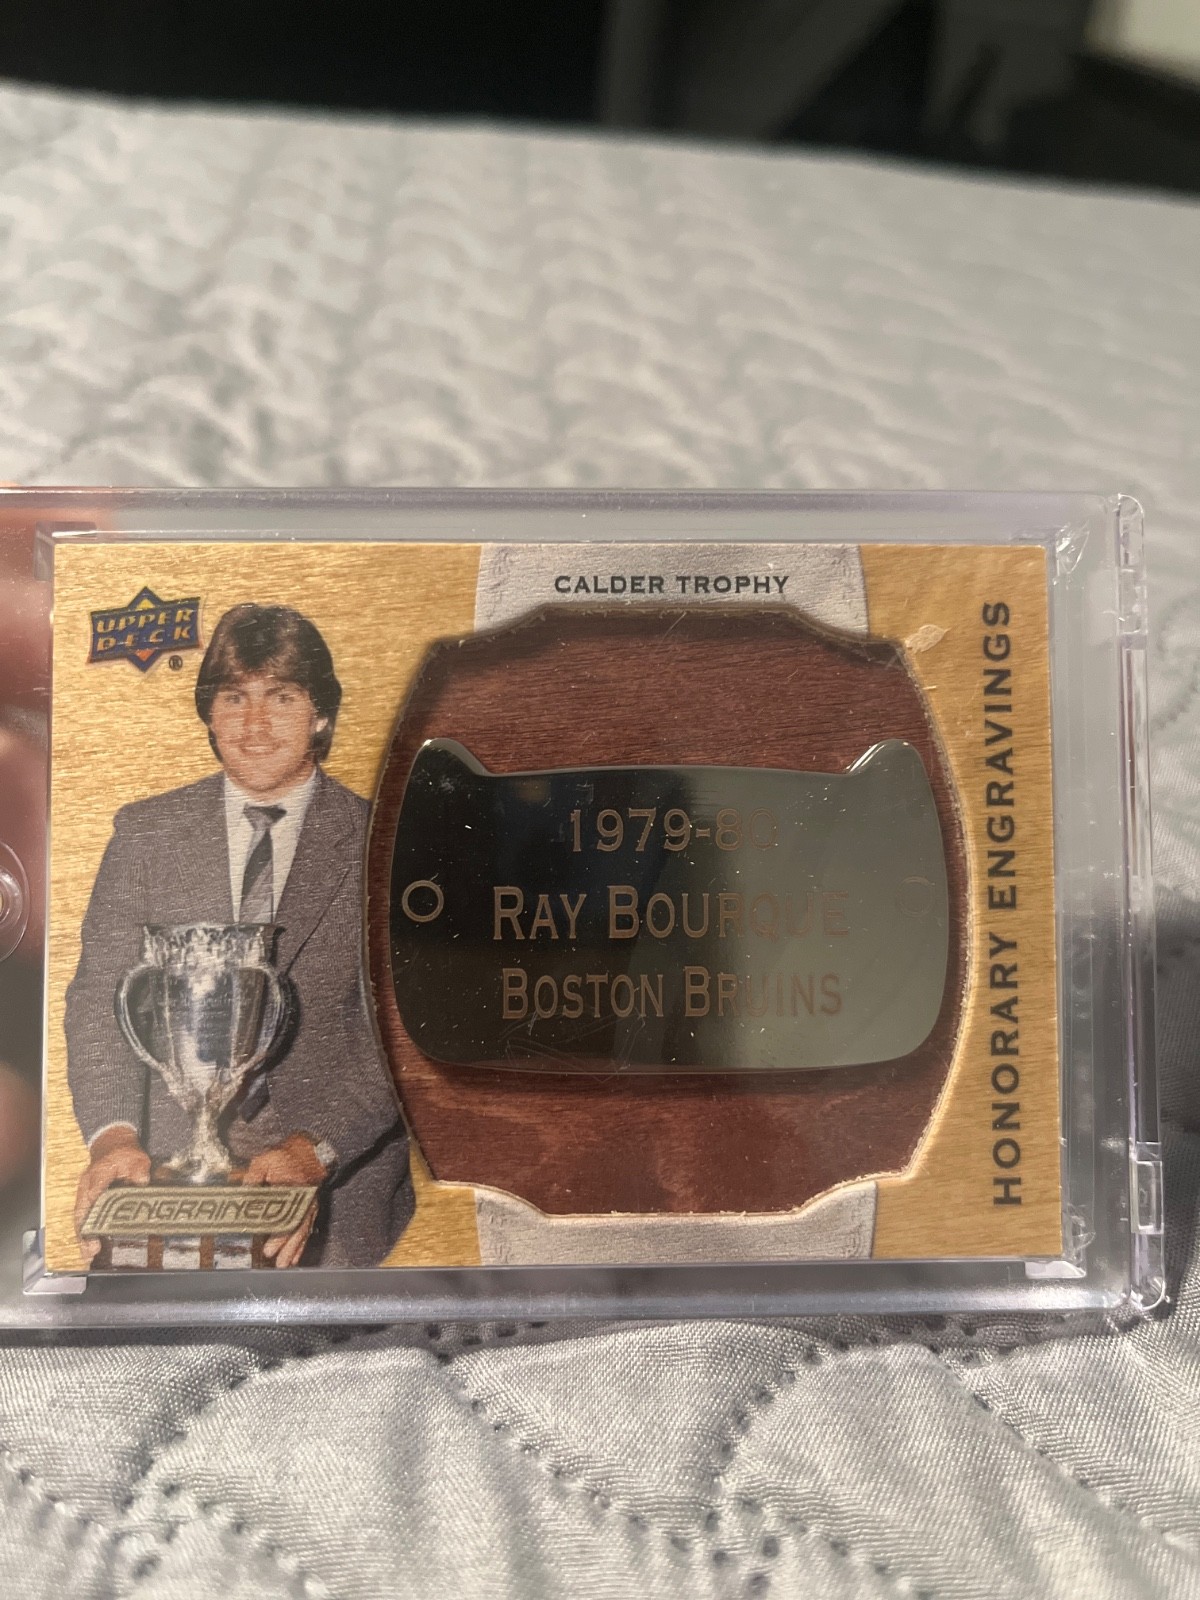 UPPER
DECK
®
CALDER TROPHY
1979-80
RAY BOURQUE
BOSTON BRUINS
ENGRAINED
HONORARY ENGRAVINGS